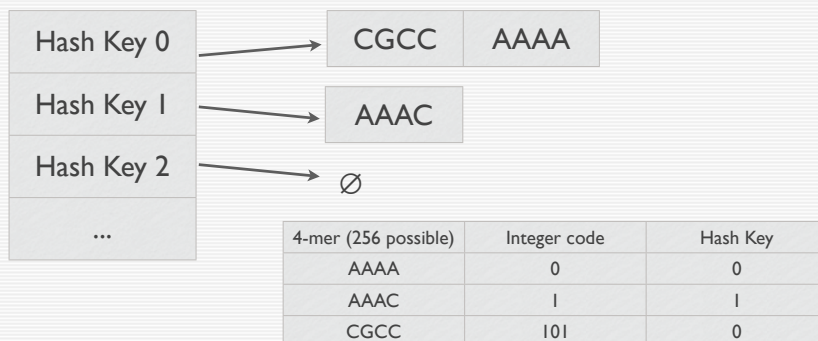 Hash Key 0
CGCC AAAA
Hash Key 1
AAAC
Hash Key 2
∅
...
4-mer (256 possible) Integer code Hash Key
AAAA 0 0
AAAC 1 1
CGCC 101 0